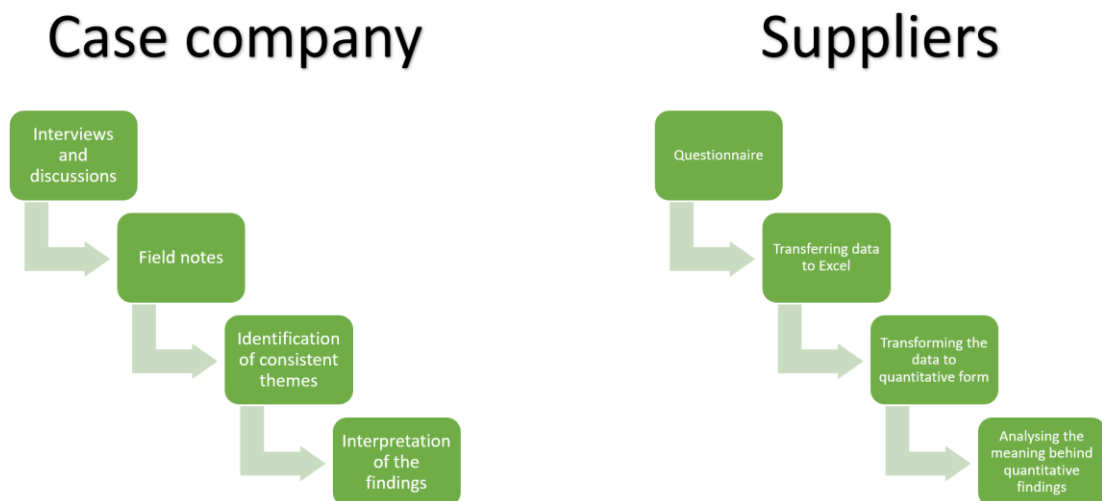 Case company
Interviews
and
discussions
Field notes
Identification
of consistent
themes
Interpretation
of the
findings
Suppliers
Questionnaire
Transferring data
to Excel
Transforming the
data to
quantitative form
Analysing the
meaning behind
quantitative
findings